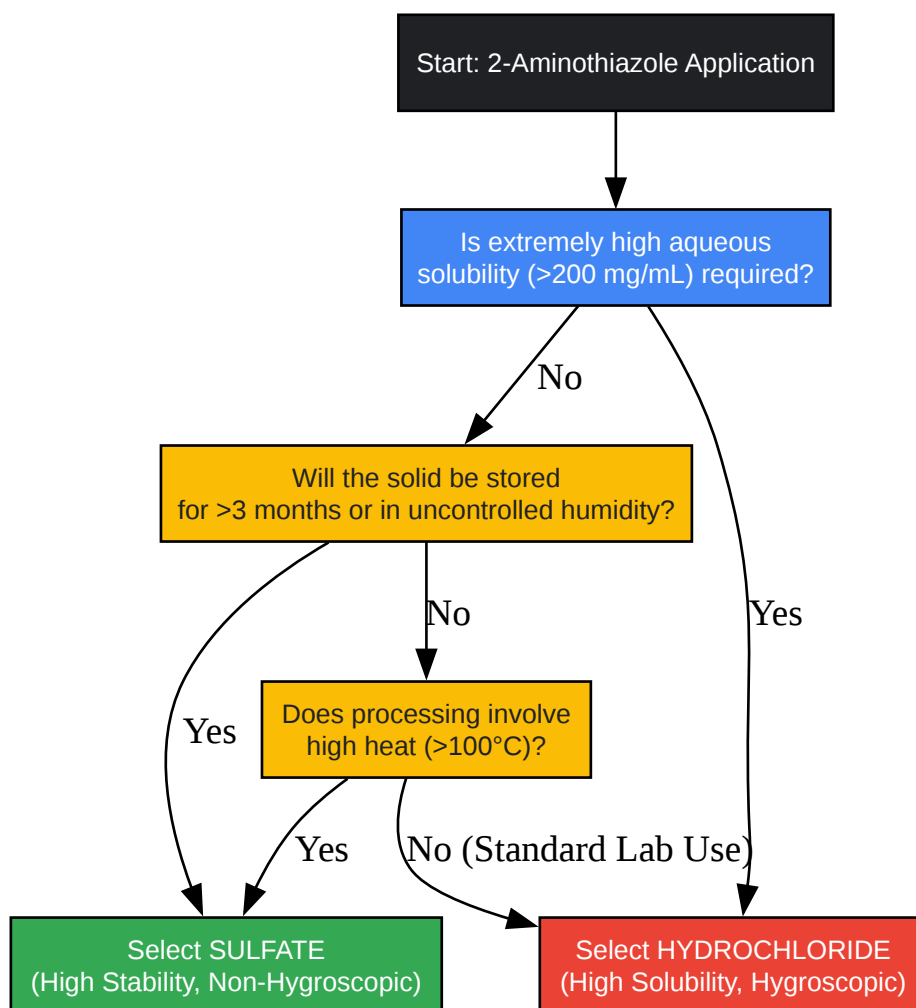 Start: 2-Aminothiazole Application
Is extremely high aqueous
solubility (>200 mg/mL) required?
No
Will the solid be stored
for >3 months or in uncontrolled humidity?
No
Yes
Does processing involve
high heat (>100°C)?
Yes
Yes
No (Standard Lab Use)
Select SULFATE
(High Stability, Non-Hygroscopic)
Select HYDROCHLORIDE
(High Solubility, Hygroscopic)